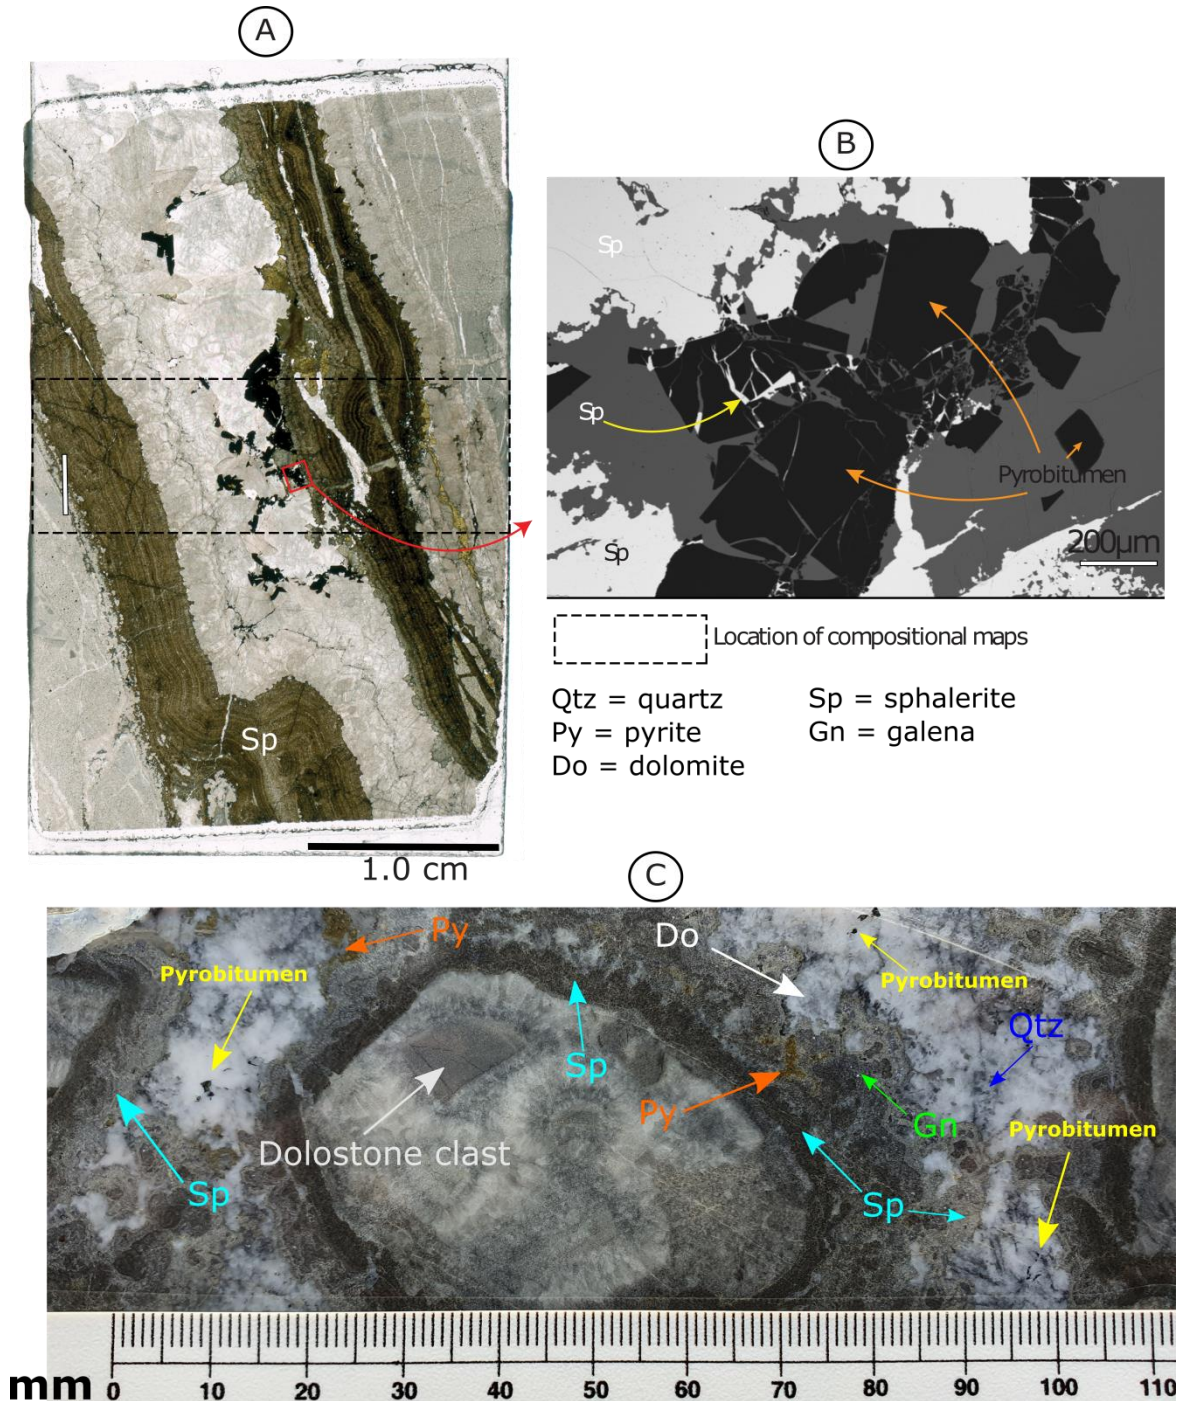 A
B
Sp
Sp
Pyrobitumen
Sp
200µm
Sp
1.0 cm
Location of compositional maps
Qtz = quartz
Sp = sphalerite
Py = pyrite
Gn = galena
Do = dolomite
C
Py
Do
Pyrobitumen
Pyrobitumen
Qtz
Sp
Py
Gn
Pyrobitumen
Dolostone clast
Sp
Sp
mm 0 10 20 30 40 50 60 70 80 90 100 110